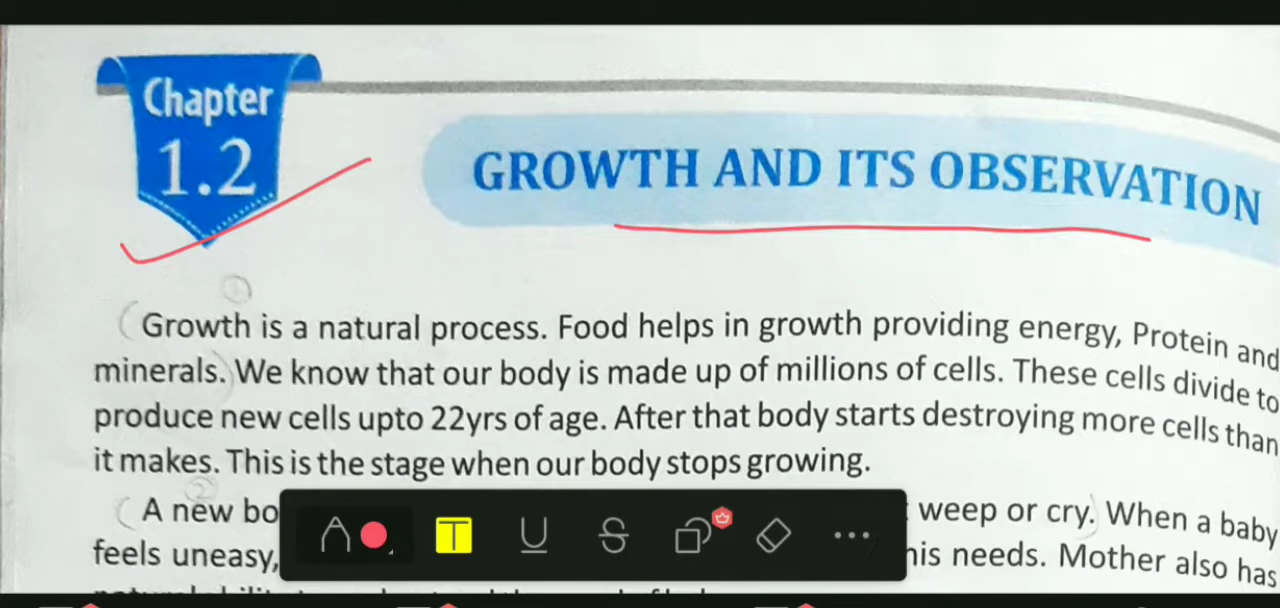 Chapter
1.2
GROWTH AND ITS OBSERVATION
1
Growth is a natural process. Food helps in growth providing energy, Protein and
minerals. We know that our body is made up of millions of cells. These cells divide to
produce new cells upto 22yrs of age. After that body starts destroying more cells than
it makes. This is the stage when our body stops growing.
2
(A new bo weep or cry.) When a baby
feels uneasy, his needs. Mother also has
T U S